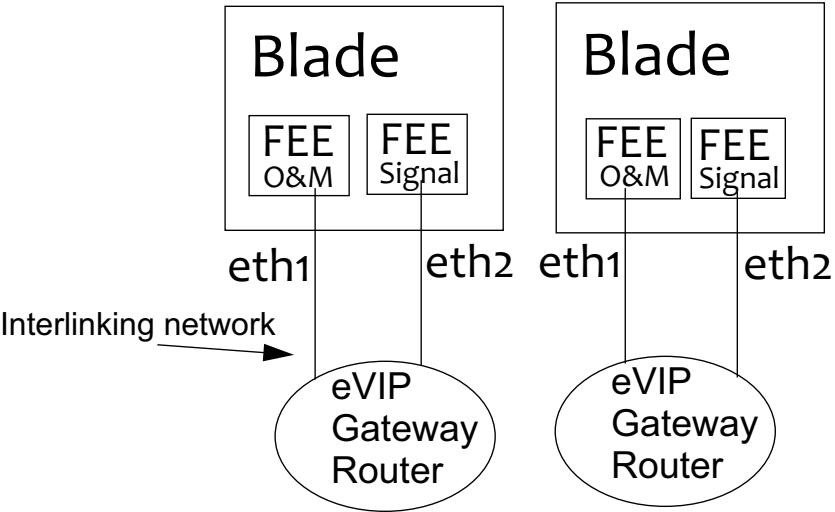 Blade
FEE
O&M
FEE
Signal
eth1
eth2
Blade
FEE
O&M
FEE
Signal
eth1
eth2
Interlinking network
eVIP
Gateway
Router
eVIP
Gateway
Router